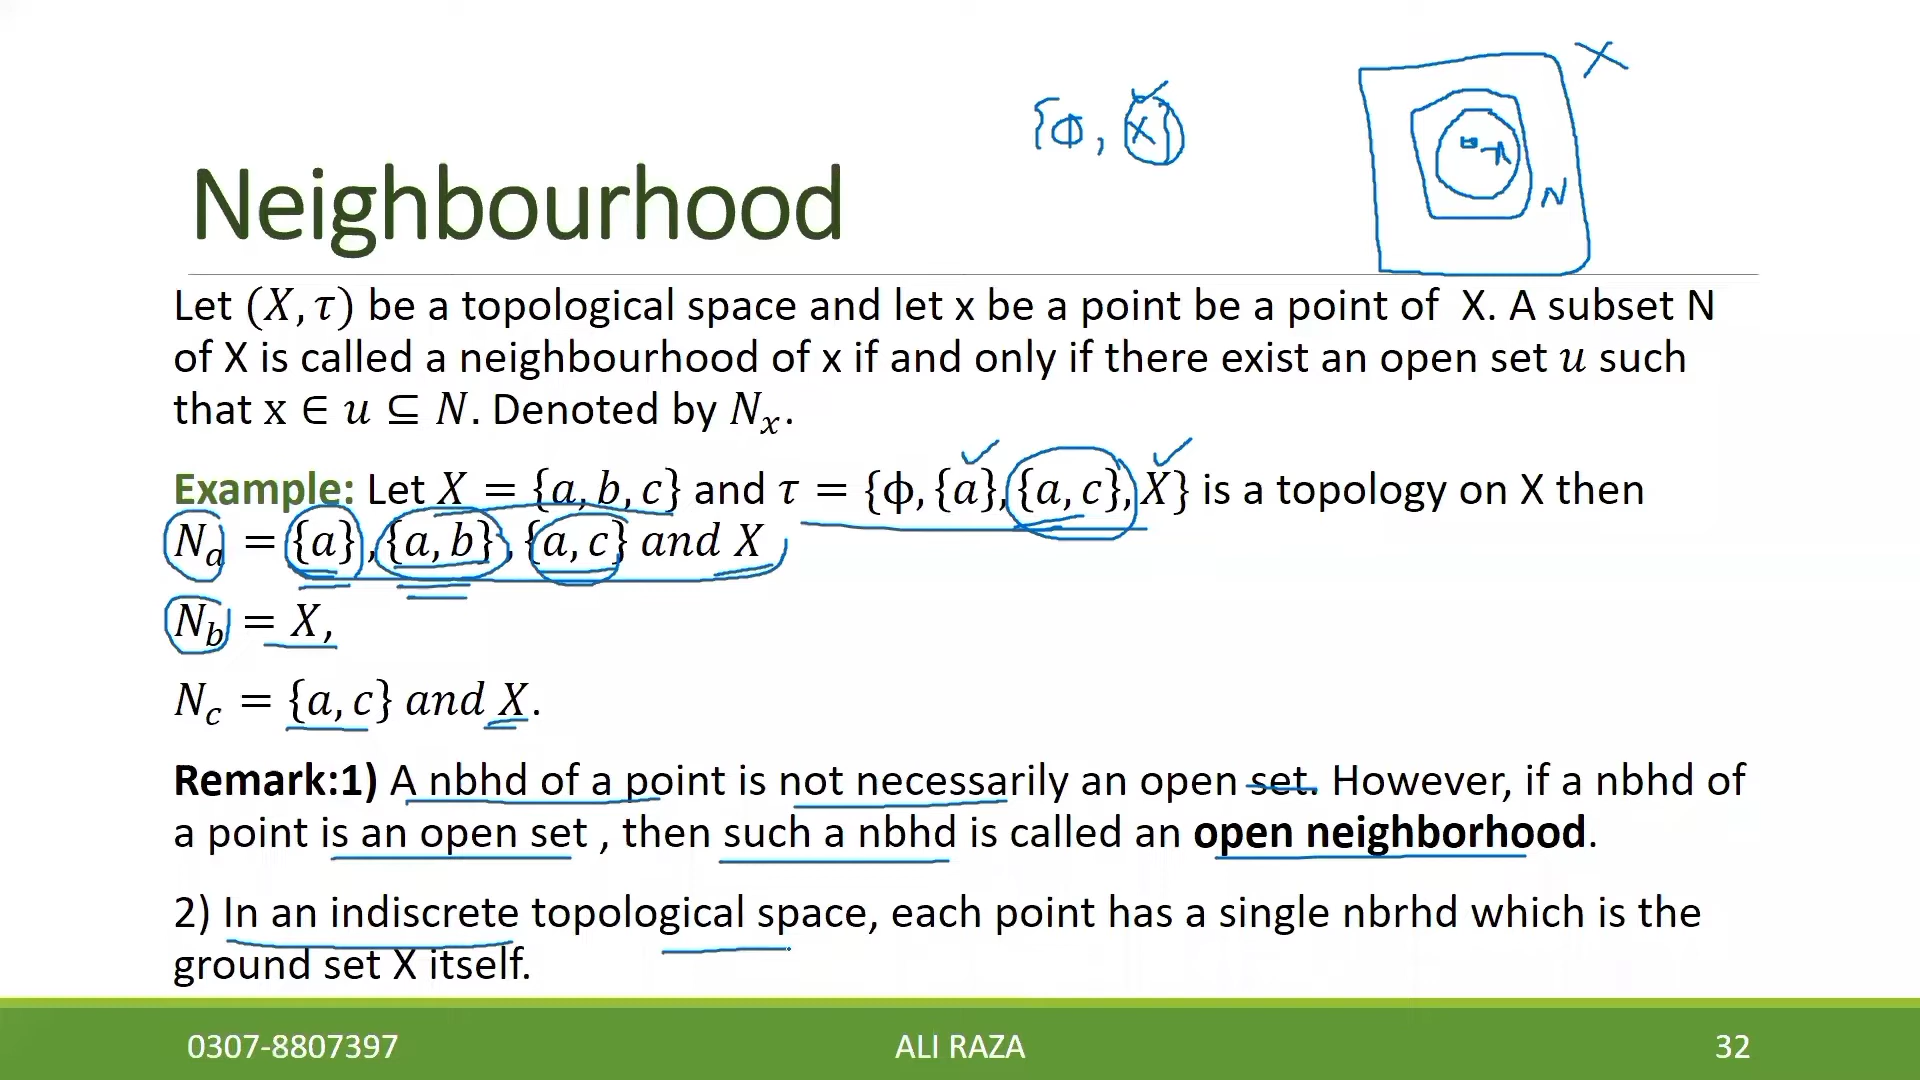 {Φ, X}
X
N
Neighbourhood
Let (X, τ) be a topological space and let x be a point be a point of X. A subset N
of X is called a neighbourhood of x if and only if there exist an open set u such
that x ∈ u ⊆ N. Denoted by Nₓ.
Example: Let X = {a, b, c} and τ = {ϕ, {a}, {a, c}, X} is a topology on X then
Nₐ = {a} , {a, b} , {a, c} and X
N_b = X,
N_c = {a, c} and X.
Remark:1) A nbhd of a point is not necessarily an open set. However, if a nbhd of
a point is an open set , then such a nbhd is called an open neighborhood.
2) In an indiscrete topological space, each point has a single nbrhd which is the
ground set X itself.
0307-8807397 ALI RAZA 32